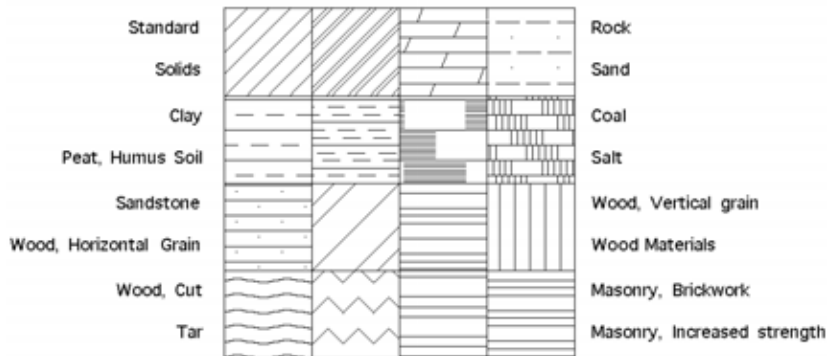 Standard
Rock
Solids
Sand
Clay
Coal
Peat, Humus Soil
Salt
Sandstone
Wood, Vertical grain
Wood, Horizontal Grain
Wood Materials
Wood, Cut
Masonry, Brickwork
Tar
Masonry, Increased strength